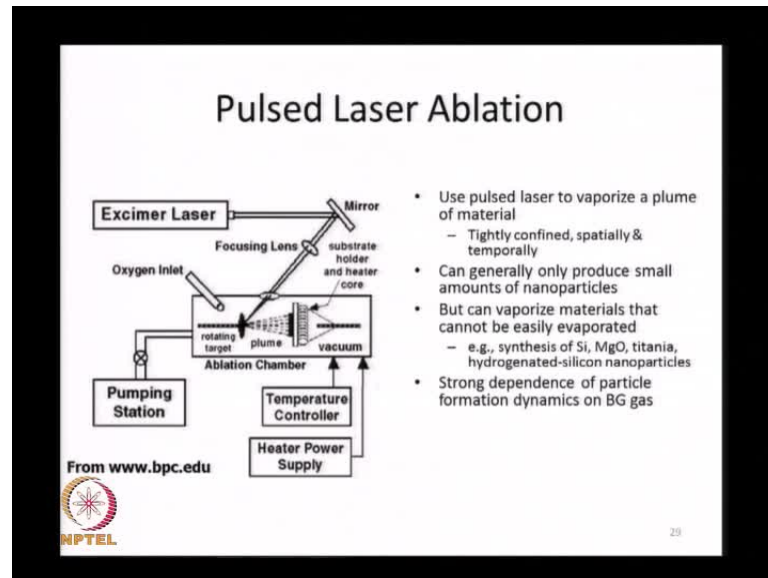 Pulsed Laser Ablation
Excimer Laser
Mirror
Focusing Lens
substrate
holder
and heater
core
Oxygen Inlet
rotating
target
plume
vacuum
Ablation Chamber
Pumping
Station
Temperature
Controller
Heater Power
Supply
From www.bpc.edu
• Use pulsed laser to vaporize a plume
of material
– Tightly confined, spatially &
temporally
• Can generally only produce small
amounts of nanoparticles
• But can vaporize materials that
cannot be easily evaporated
– e.g., synthesis of Si, MgO, titania,
hydrogenated-silicon nanoparticles
• Strong dependence of particle
formation dynamics on BG gas
NPTEL
29